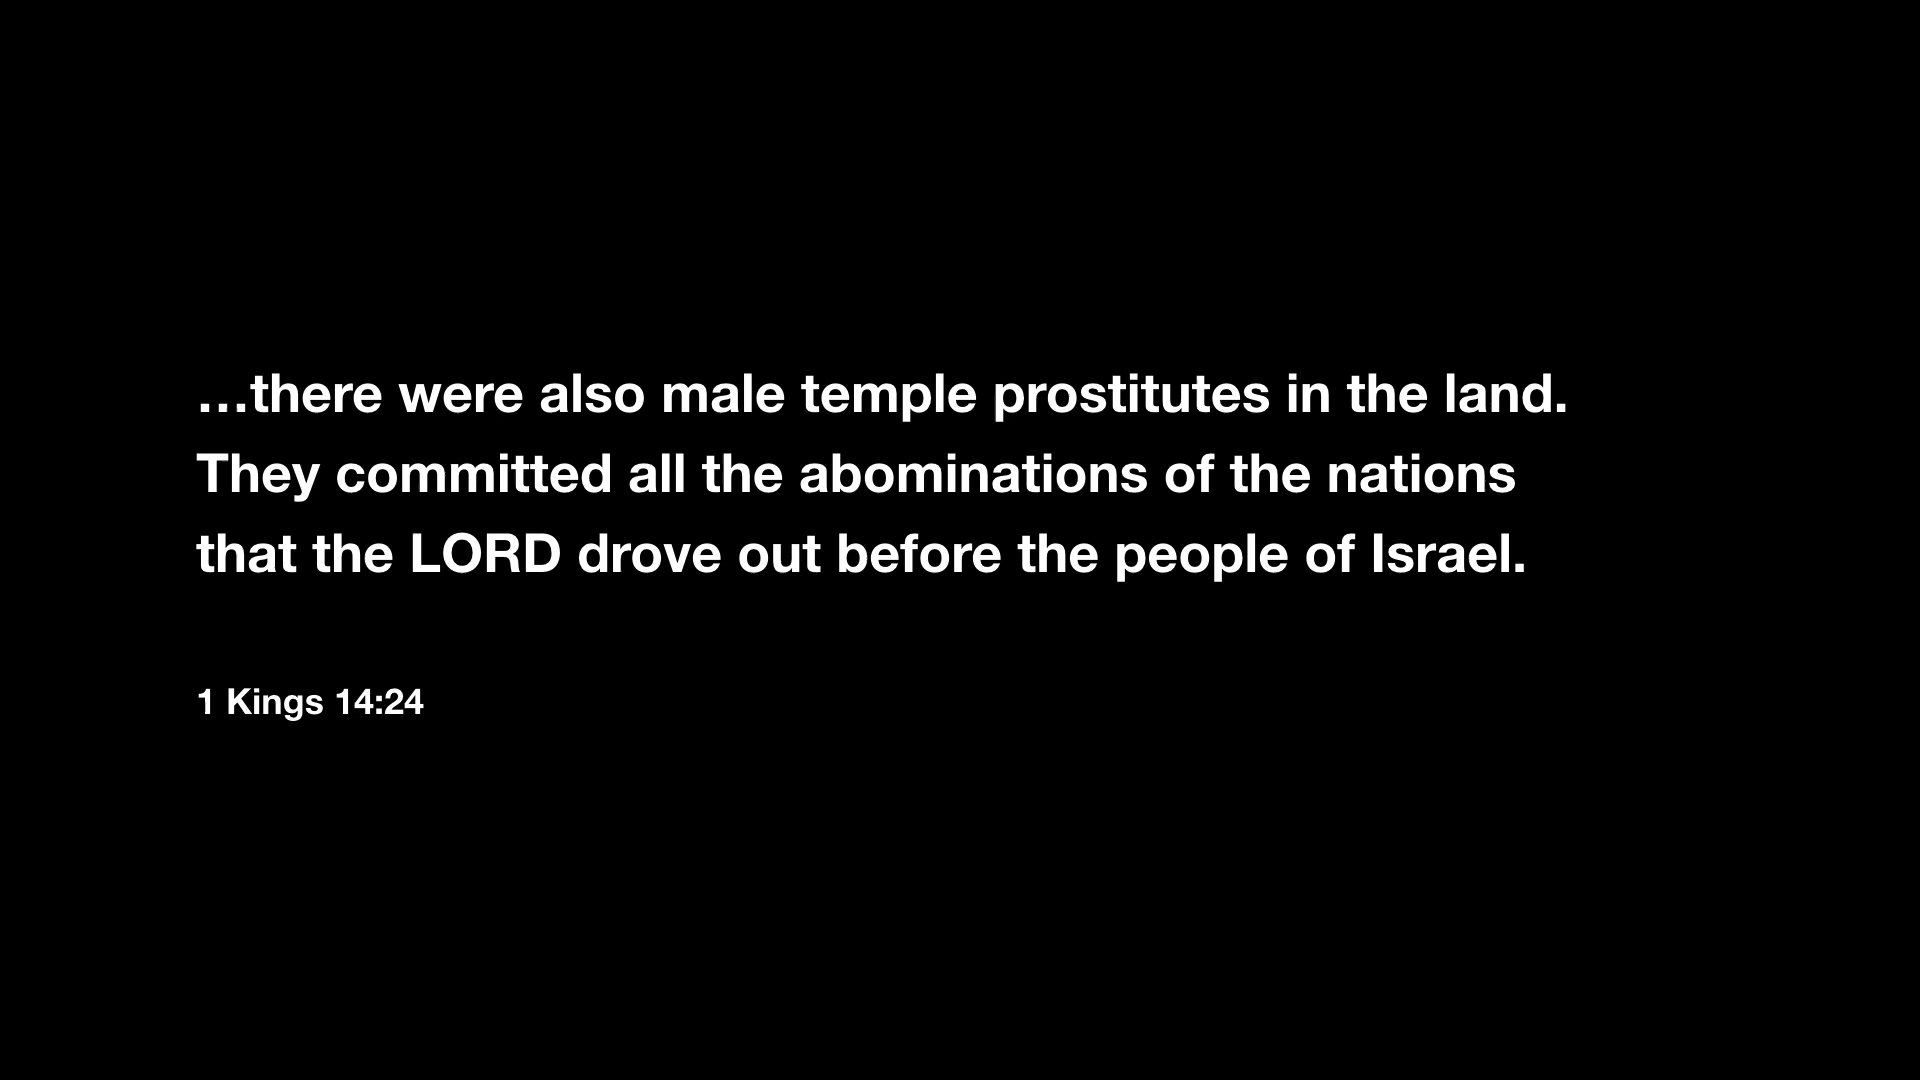 …there were also male temple prostitutes in the land.
They committed all the abominations of the nations
that the LORD drove out before the people of Israel.
1 Kings 14:24